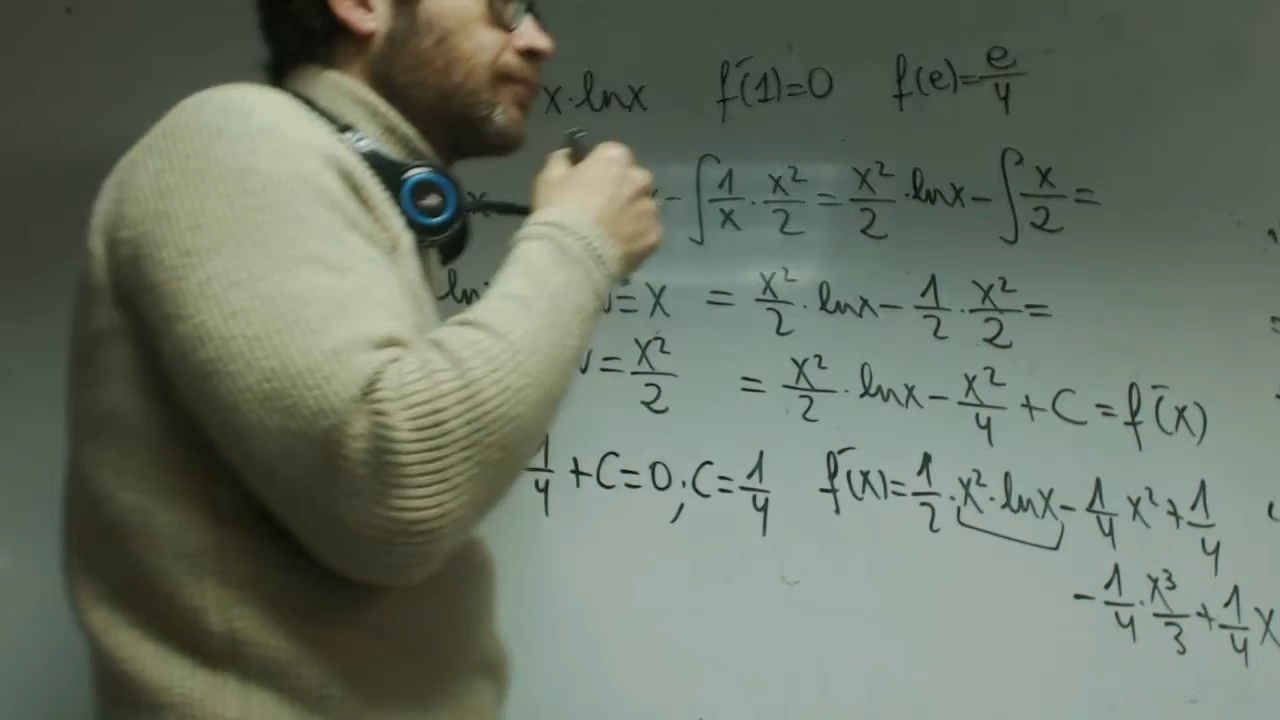 x·lnx f'(1)=0 f(e)=e/4
x - ∫ 1/x · x²/2 = x²/2 · lnx - ∫ x/2 =
ln =x = x²/2 · lnx - 1/2 · x²/2 =
v = x²/2 = x²/2 · lnx - x²/4 + C = f'(x)
1/4 + C = 0; C = 1/4 f'(x) = 1/2 · x² · lnx - 1/4 x² + 1/4
- 1/4 · x³/3 + 1/4 x